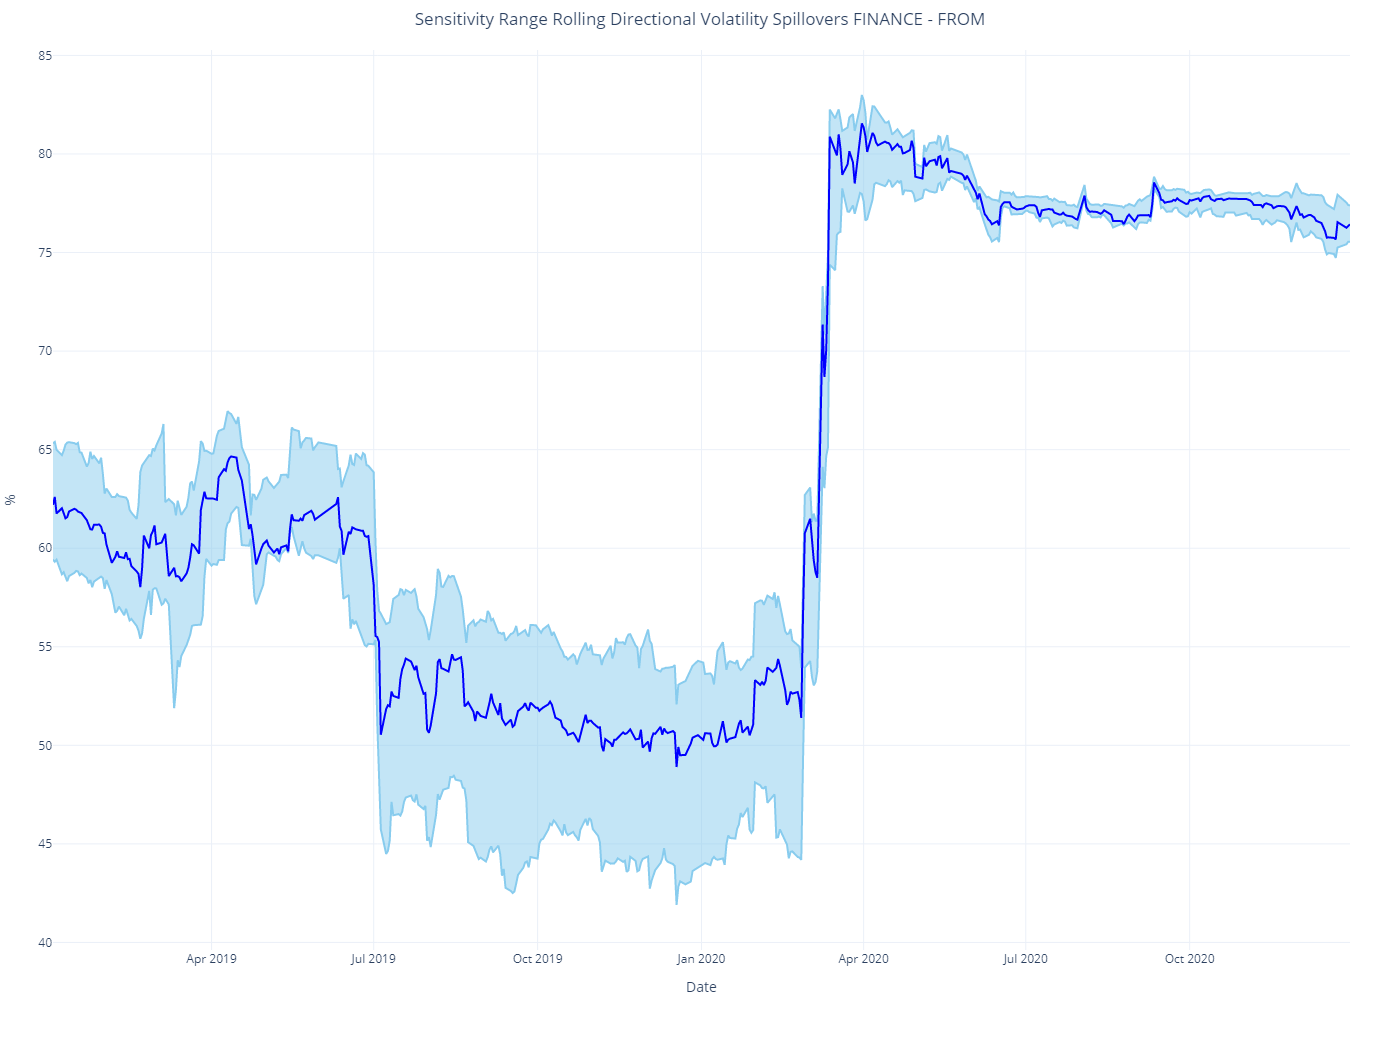 Sensitivity Range Rolling Directional Volatility Spillovers FINANCE - FROM
85
80
75
70
65
60
55
50
45
40
%
Apr 2019
Jul 2019
Oct 2019
Jan 2020
Apr 2020
Jul 2020
Oct 2020
Date